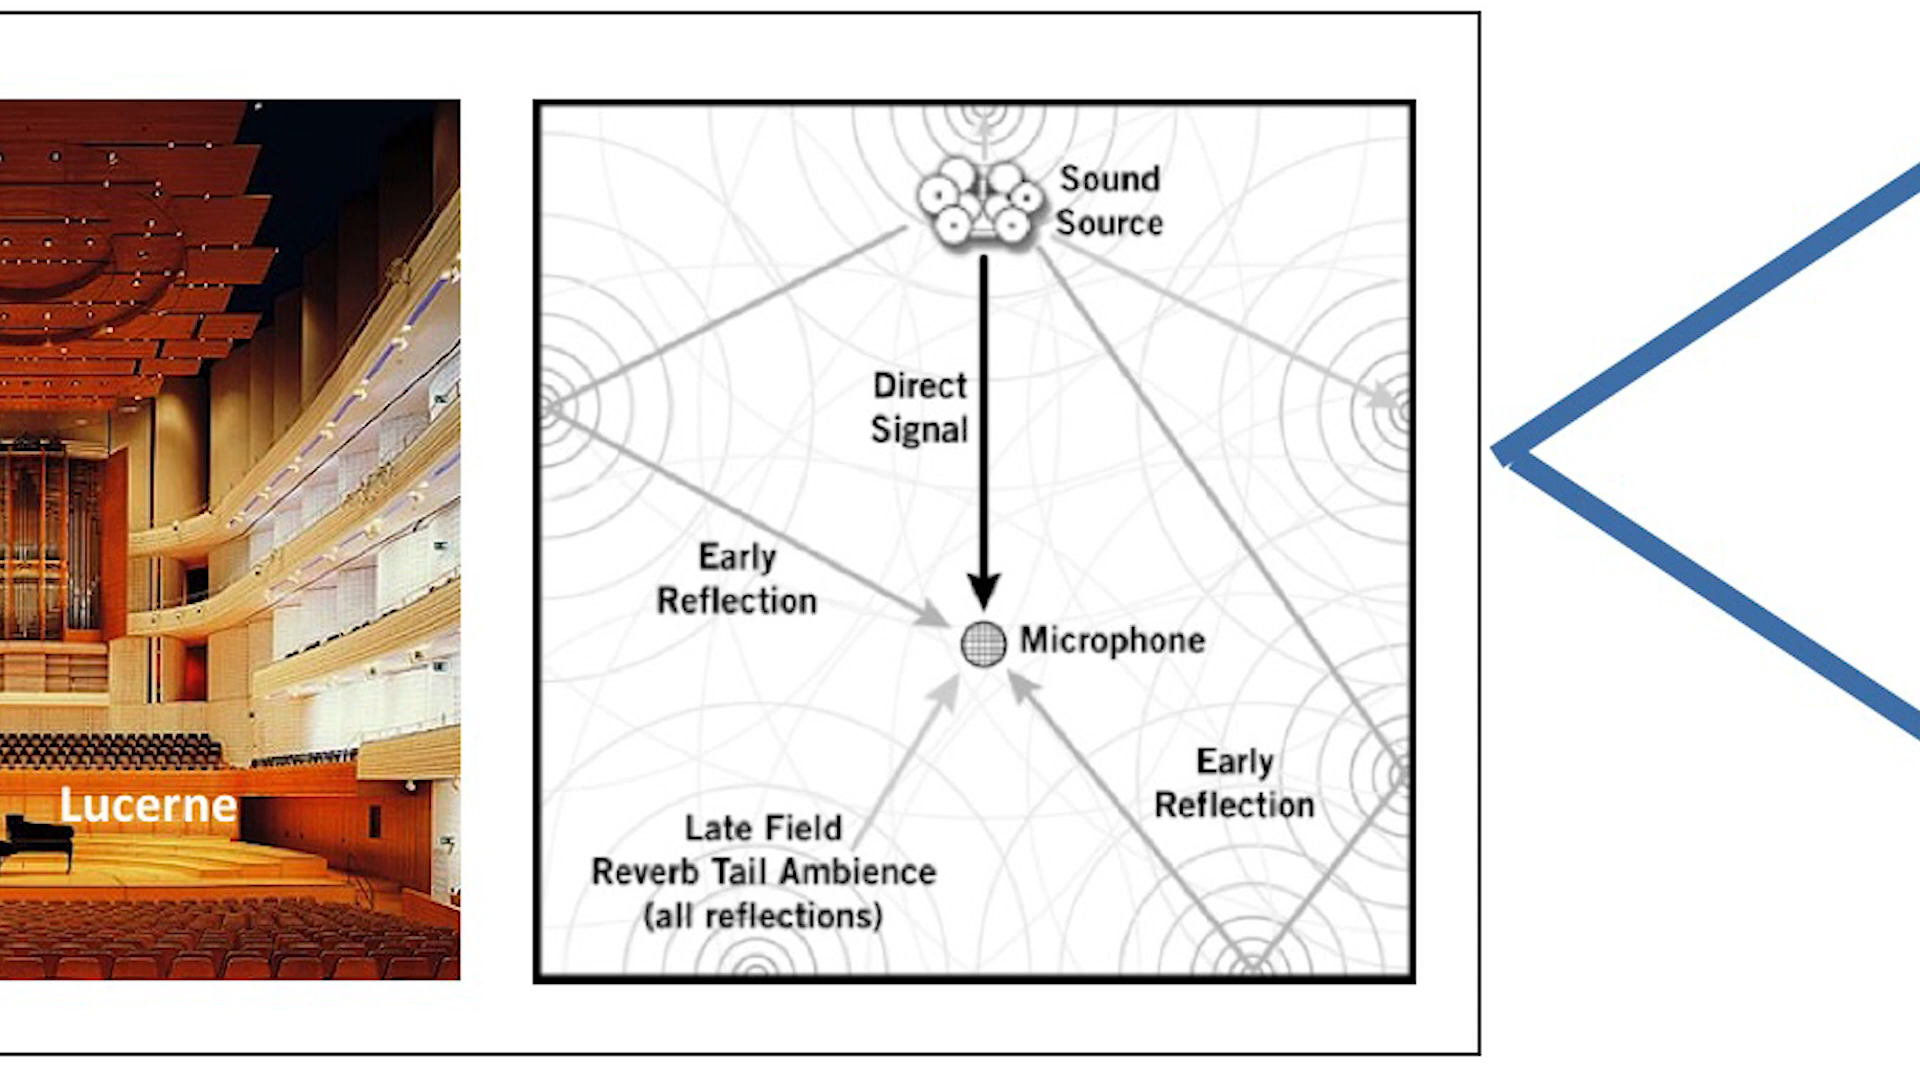 Lucerne
Sound
Source
Direct
Signal
Early
Reflection
Microphone
Early
Reflection
Late Field
Reverb Tail Ambience
(all reflections)